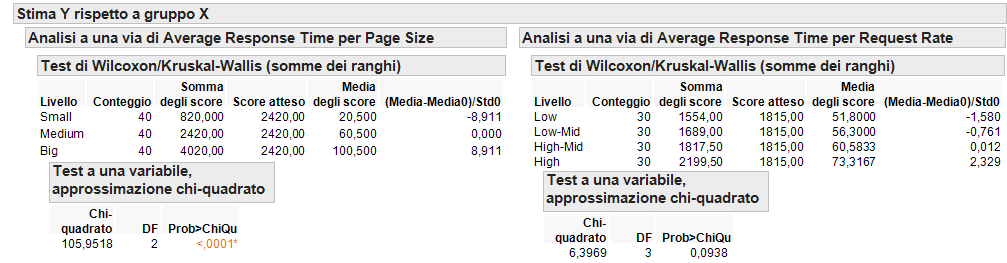 Stima Y rispetto a gruppo X
Analisi a una via di Average Response Time per Page Size
Test di Wilcoxon/Kruskal-Wallis (somme dei ranghi)
Somma Media
Livello Conteggio degli score Score atteso degli score (Media-Media0)/Std0
Small 40 820,000 2420,00 20,500 -8,911
Medium 40 2420,00 2420,00 60,500 0,000
Big 40 4020,00 2420,00 100,500 8,911
Test a una variabile,
approssimazione chi-quadrato
Chi-
quadrato DF Prob>ChiQu
105,9518 2 <,0001*
Analisi a una via di Average Response Time per Request Rate
Test di Wilcoxon/Kruskal-Wallis (somme dei ranghi)
Somma Media
Livello Conteggio degli score Score atteso degli score (Media-Media0)/Std0
Low 30 1554,00 1815,00 51,8000 -1,580
Low-Mid 30 1689,00 1815,00 56,3000 -0,761
High-Mid 30 1817,50 1815,00 60,5833 0,012
High 30 2199,50 1815,00 73,3167 2,329
Test a una variabile,
approssimazione chi-quadrato
Chi-
quadrato DF Prob>ChiQu
6,3969 3 0,0938